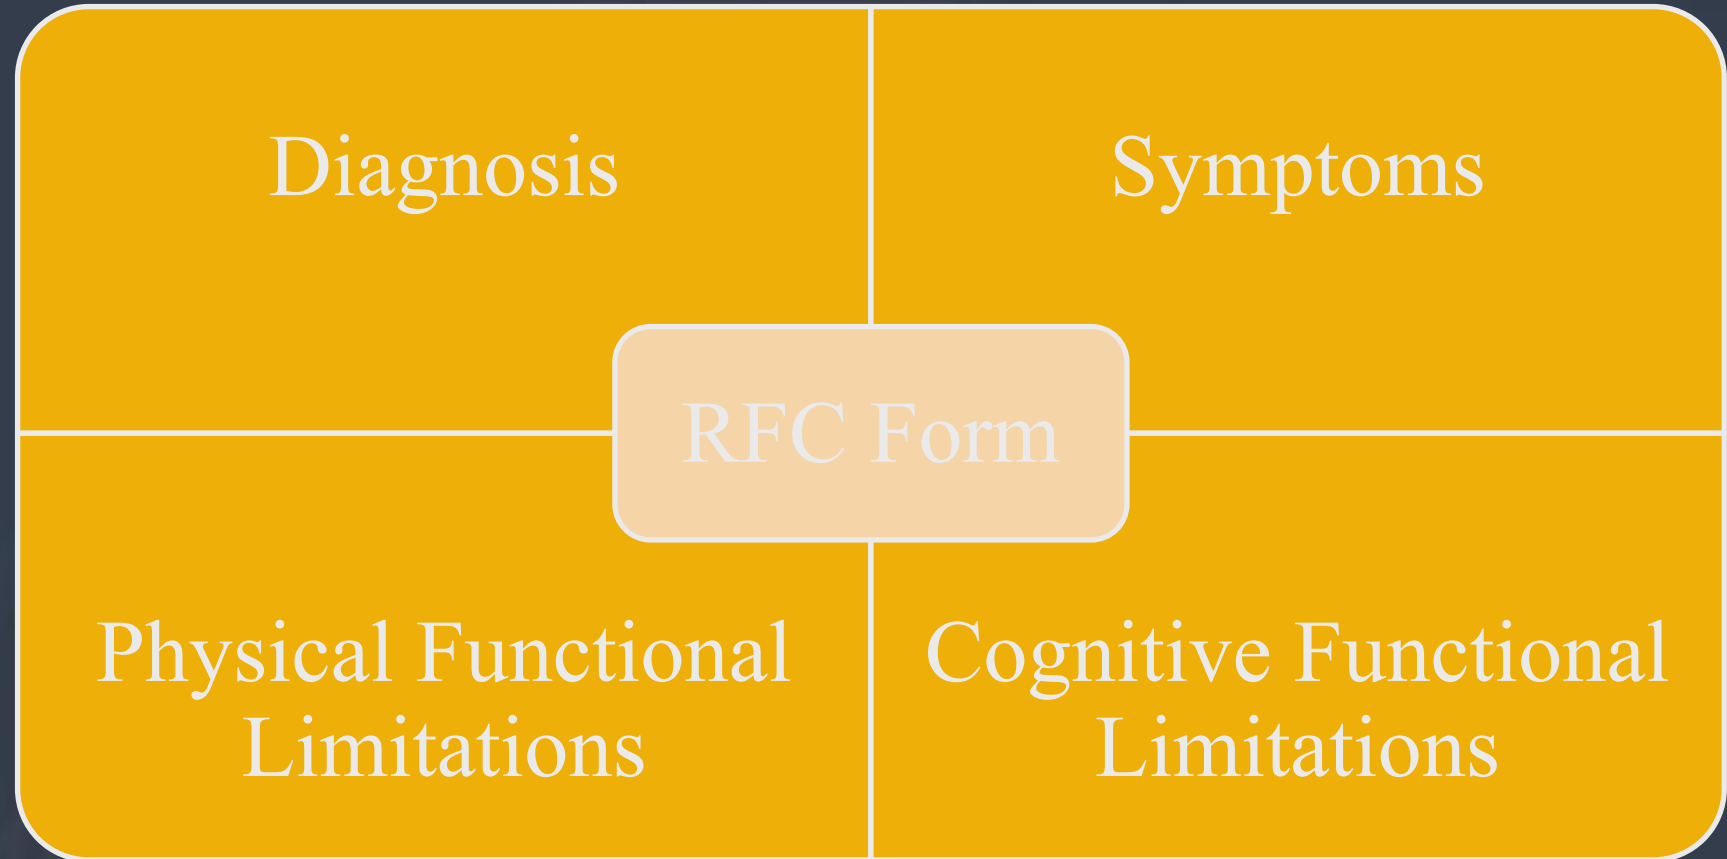 Diagnosis
Symptoms
RFC Form
Physical Functional
Limitations
Cognitive Functional
Limitations